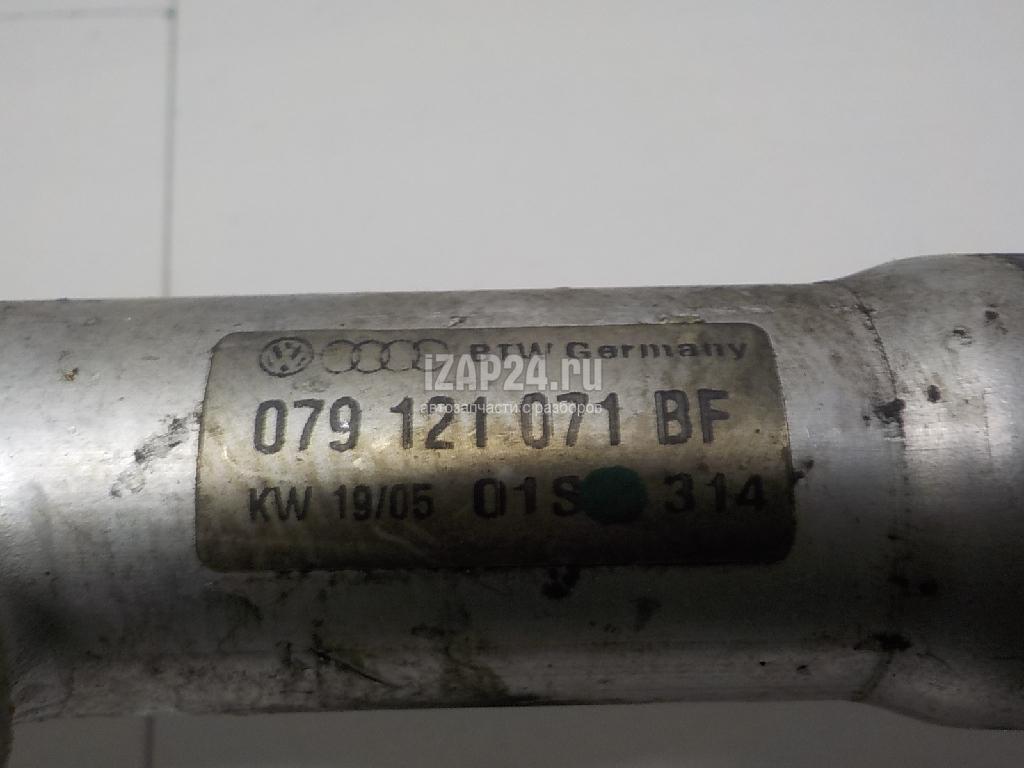 BTW Germany
iZAP24.ru
автозапчасти с разборов
079 121 071 BF
KW 19/05 01S 314